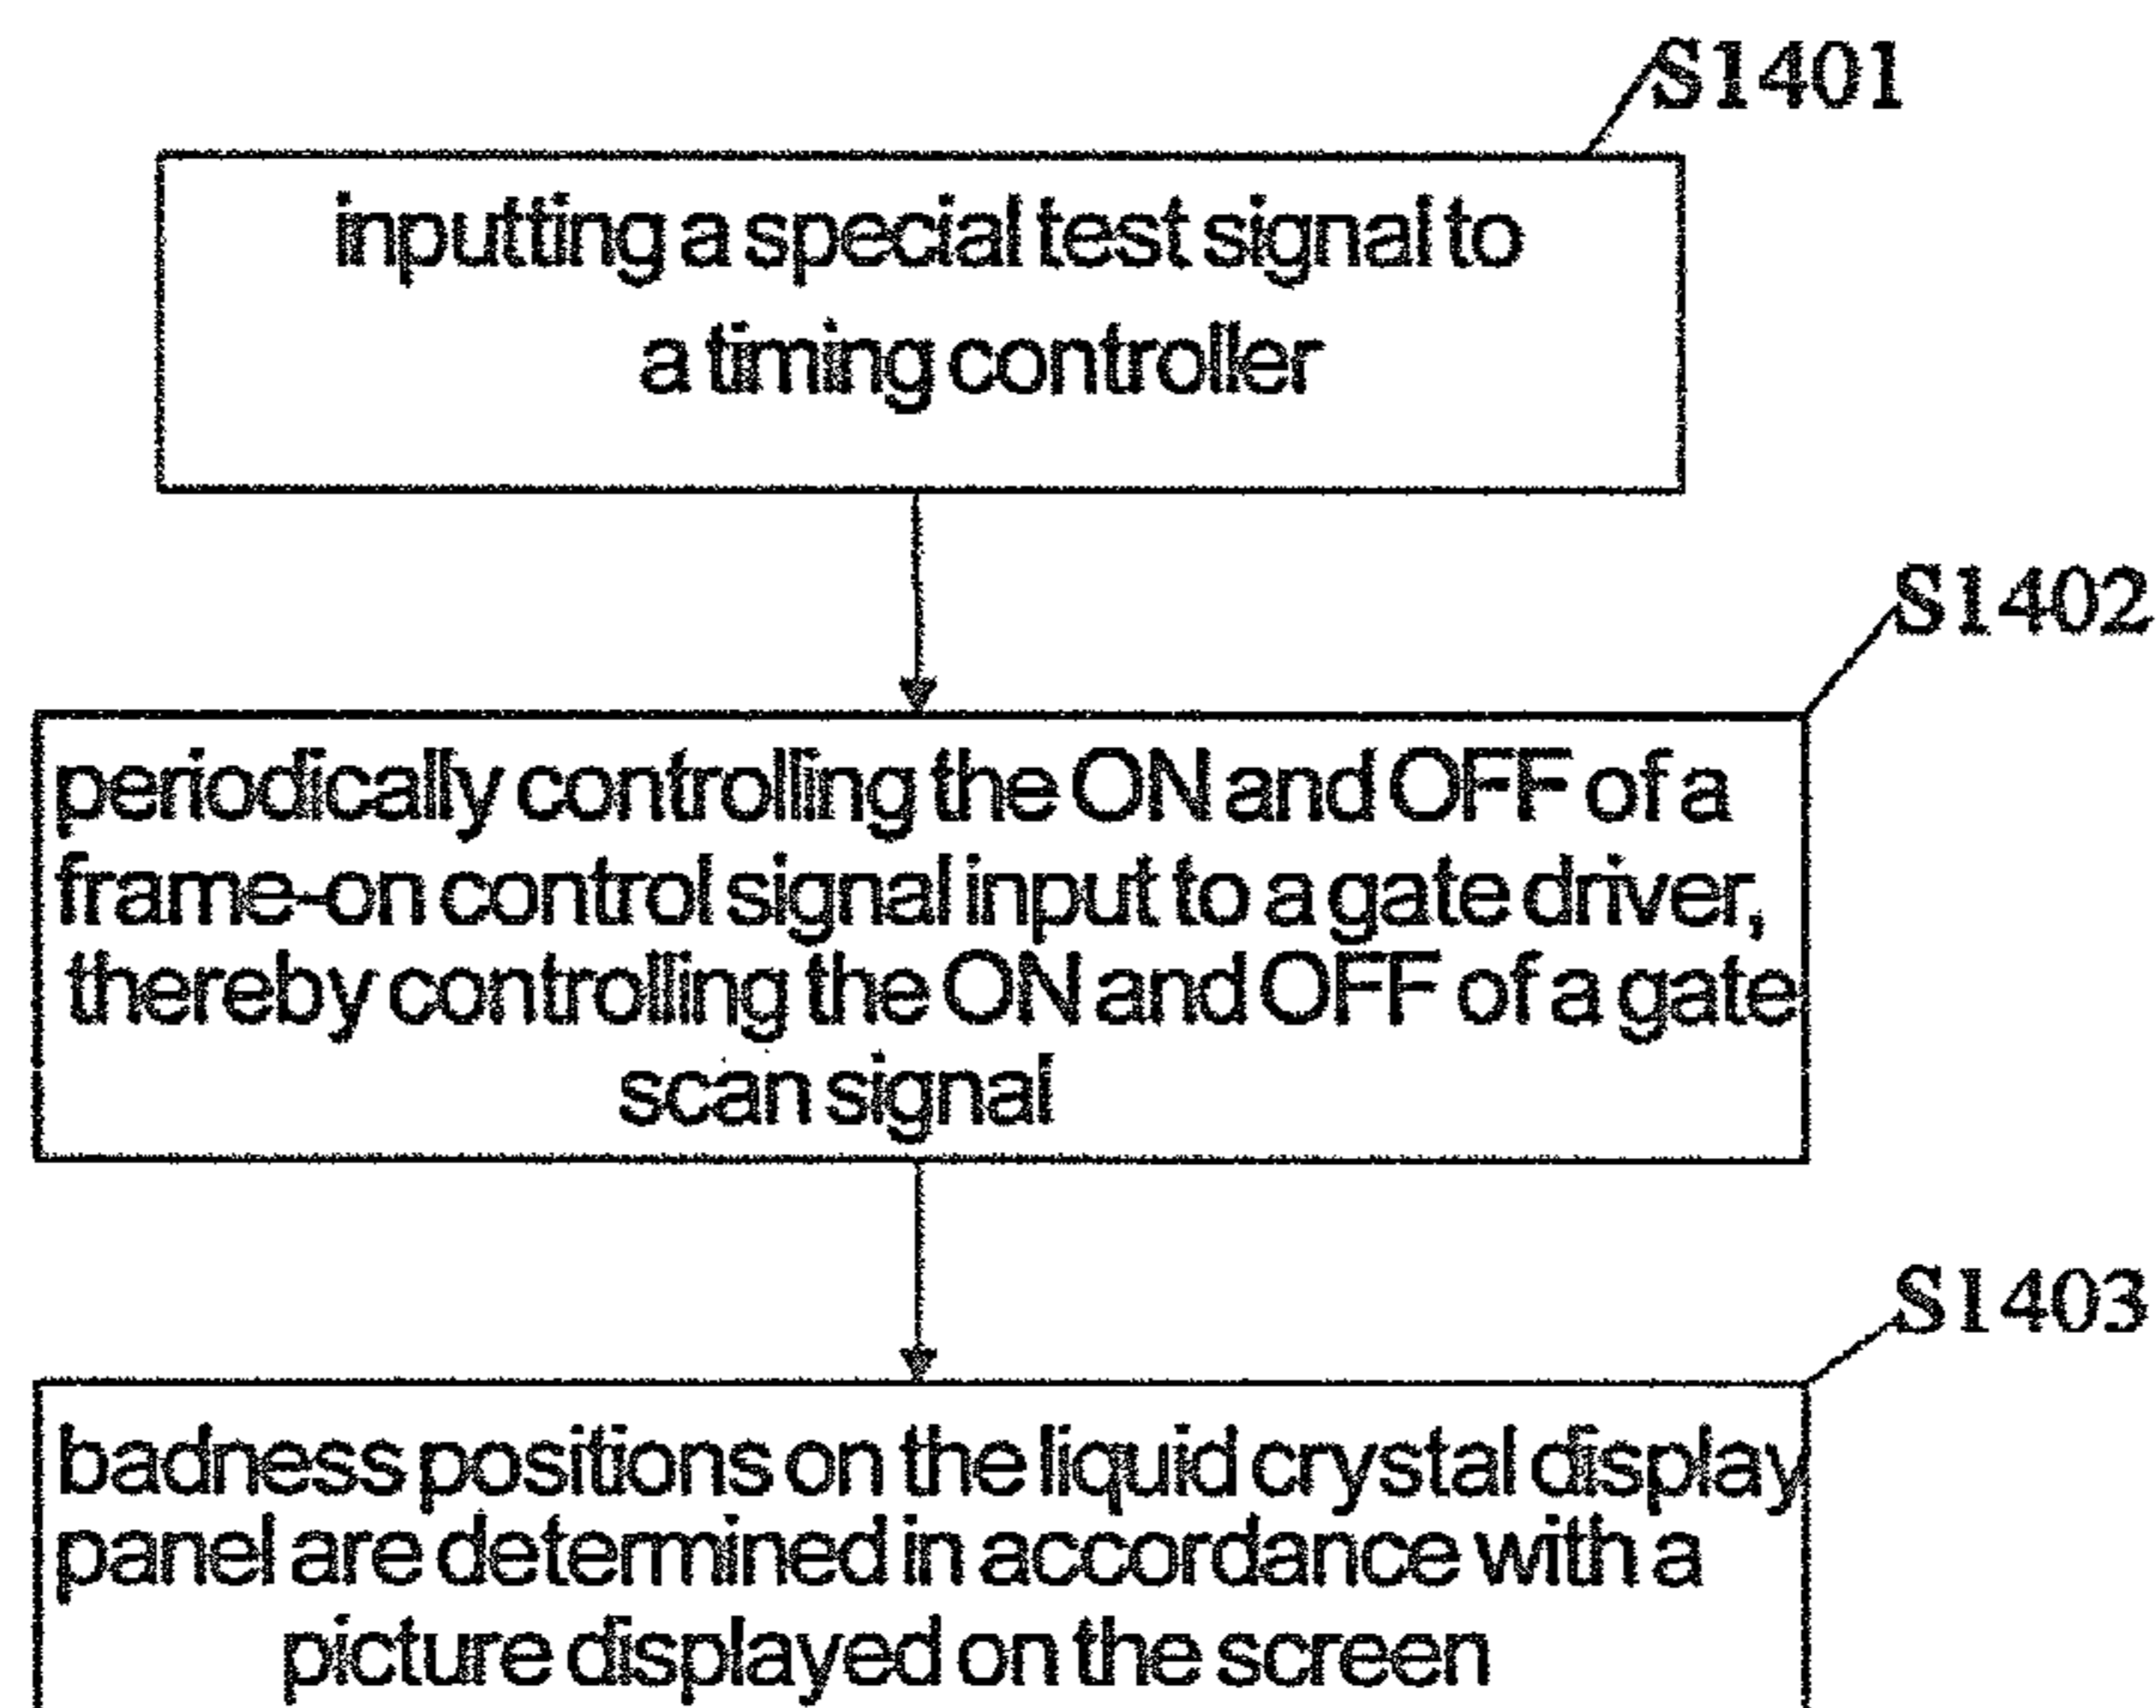 S1401
inputting a special test signal to
a timing controller
S1402
periodically controlling the ON and OFF of a
frame-on control signal input to a gate driver,
thereby controlling the ON and OFF of a gate
scan signal
S1403
badness positions on the liquid crystal display
panel are determined in accordance with a
picture displayed on the screen